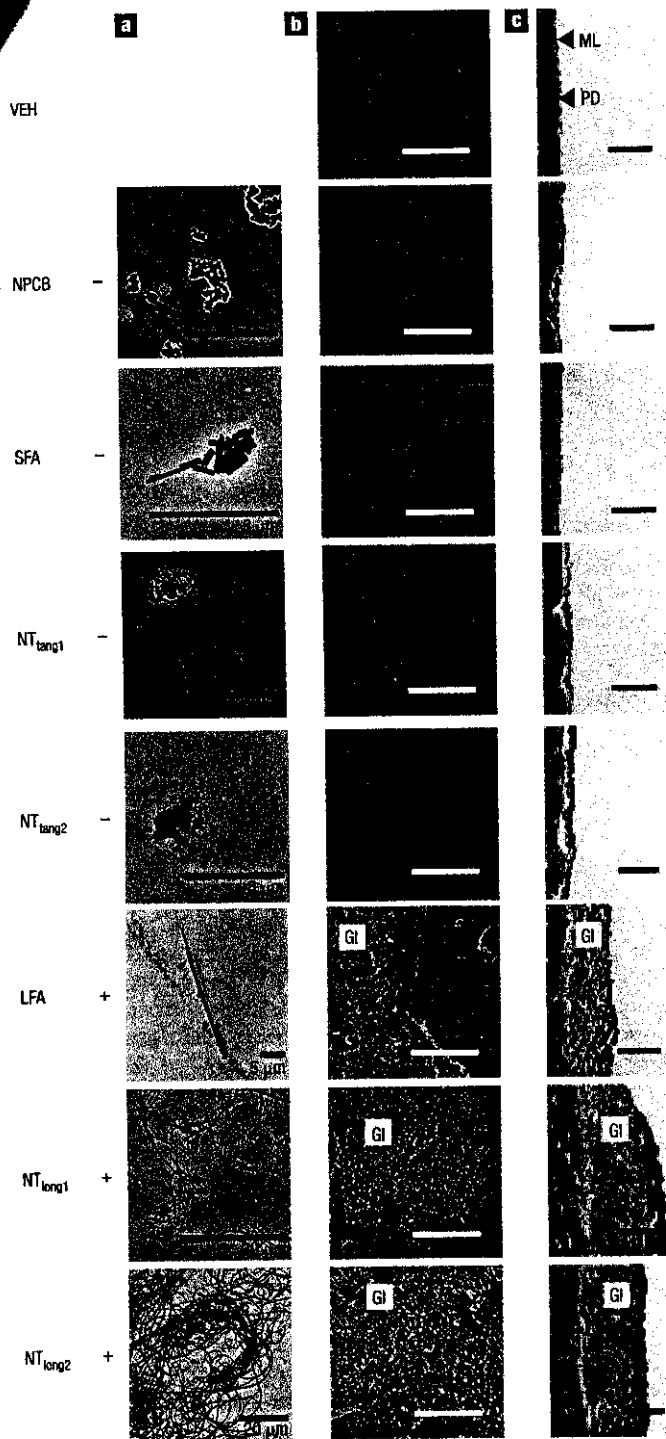 a b c
VEH ML
PD
NPCB –
SFA –
NTtang1 –
NTtang2 –
LFA + GI GI
5 µm
NTlong1 + GI GI
NTlong2 + GI GI
µm